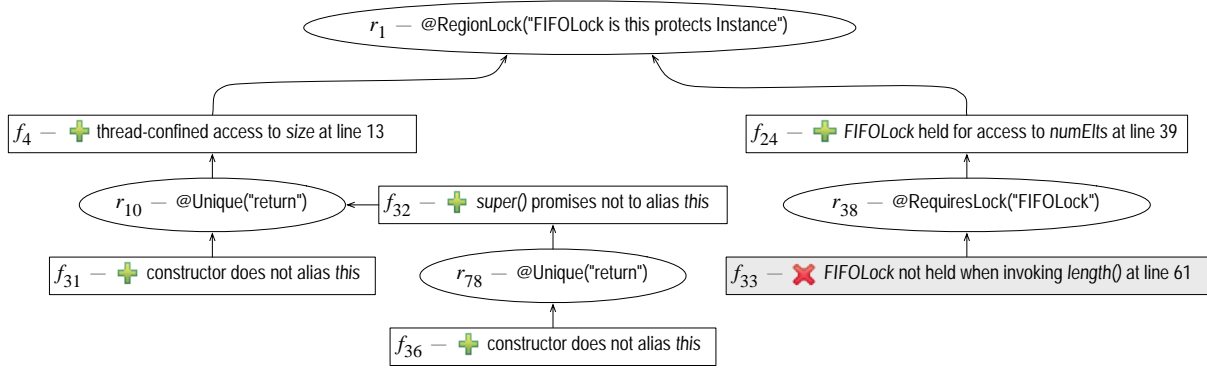 r1 — @RegionLock("FIFOLock is this protects Instance")
f4 — thread-confined access to size at line 13
f24 — FIFOLock held for access to numElts at line 39
r10 — @Unique("return")
f32 — super() promises not to alias this
r38 — @RequiresLock("FIFOLock")
f31 — constructor does not alias this
r78 — @Unique("return")
f33 — FIFOLock not held when invoking length() at line 61
f36 — constructor does not alias this